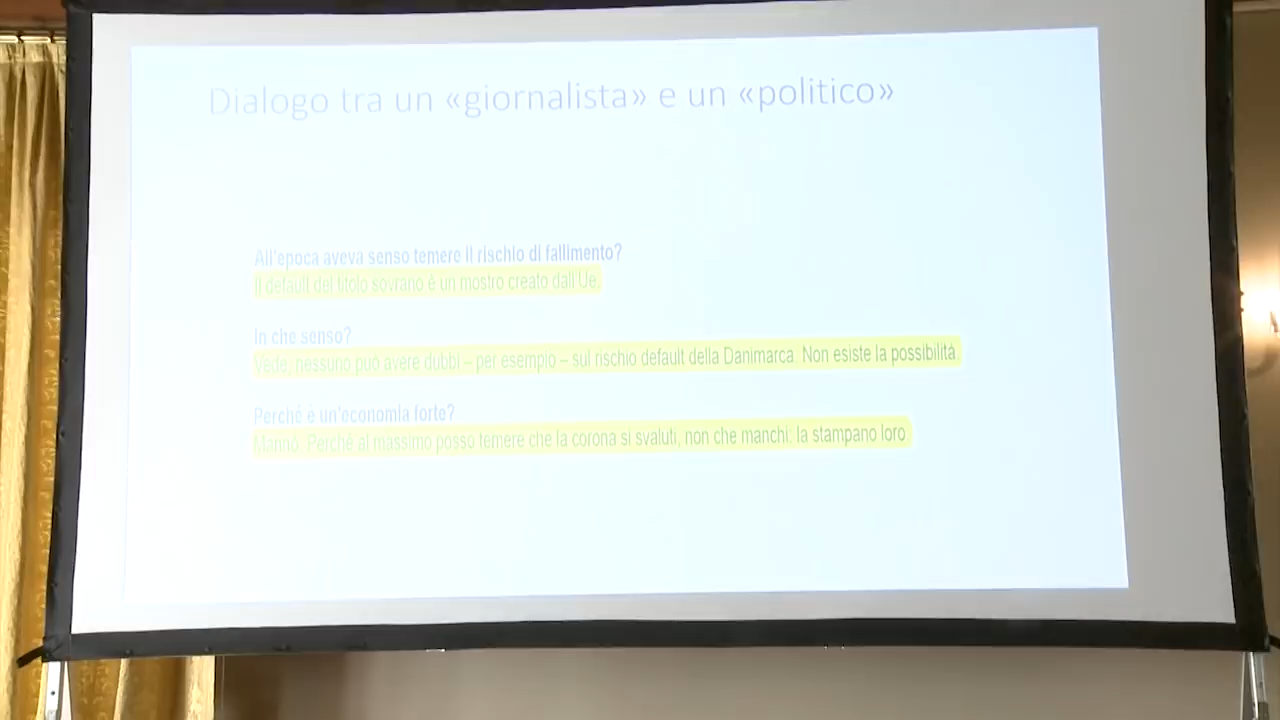 Dialogo tra un «giornalista» e un «politico»
All'epoca aveva senso temere il rischio di fallimento?
Il default del titolo sovrano è un mostro creato dall'Ue.
In che senso?
Vede, nessuno può avere dubbi – per esempio – sul rischio default della Danimarca. Non esiste la possibilità.
Perché è un'economia forte?
Mannò. Perché al massimo posso temere che la corona si svaluti, non che manchi: la stampano loro.